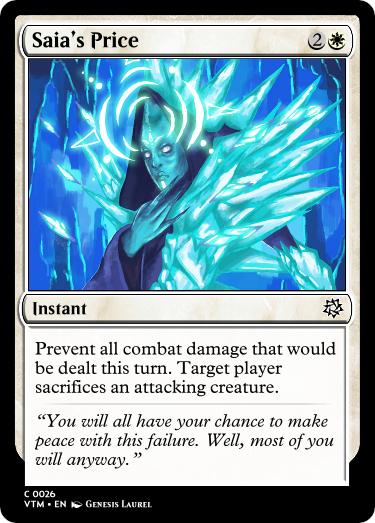 Saia's Price
2
Instant
Prevent all combat damage that would
be dealt this turn. Target player
sacrifices an attacking creature.
"You will all have your chance to make
peace with this failure. Well, most of you
will anyway."
C 0026
VTM • EN GENESIS LAUREL